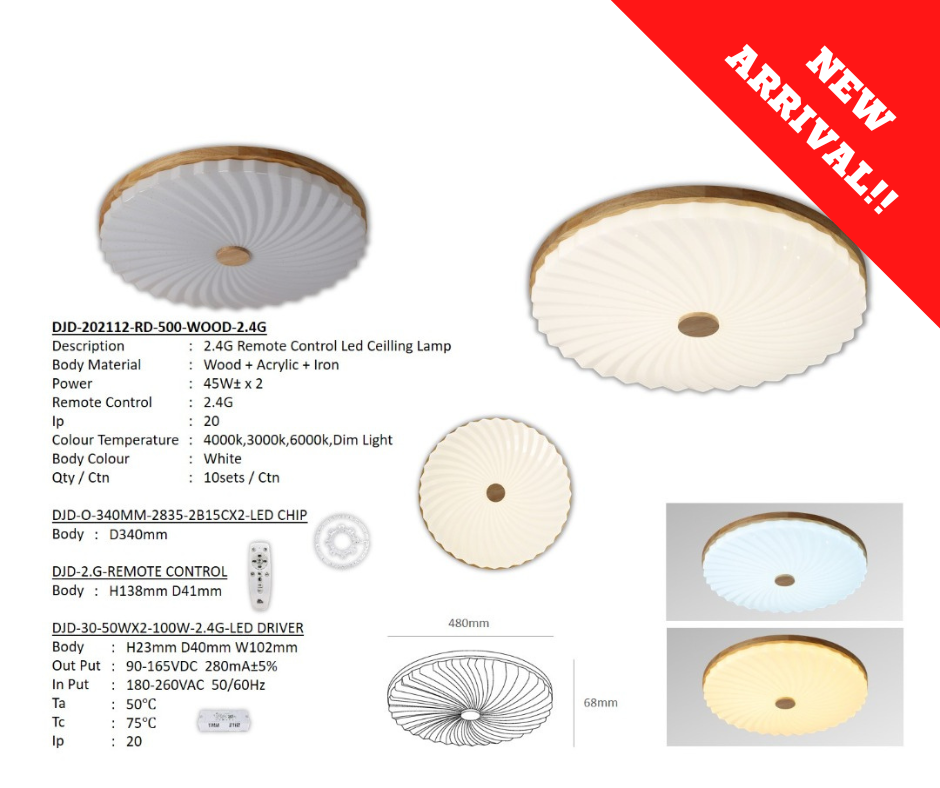 NEW
ARRIVAL!!
DJD-202112-RD-500-WOOD-2.4G
Description : 2.4G Remote Control Led Ceilling Lamp
Body Material : Wood + Acrylic + Iron
Power : 45W± x 2
Remote Control : 2.4G
Ip : 20
Colour Temperature : 4000k,3000k,6000k,Dim Light
Body Colour : White
Qty / Ctn : 10sets / Ctn
DJD-O-340MM-2835-2B15CX2-LED CHIP
Body : D340mm
DJD-2.G-REMOTE CONTROL
Body : H138mm D41mm
DJD-30-50WX2-100W-2.4G-LED DRIVER
Body : H23mm D40mm W102mm
Out Put : 90-165VDC 280mA±5%
In Put : 180-260VAC 50/60Hz
Ta : 50℃
Tc : 75℃
Ip : 20
480mm
68mm